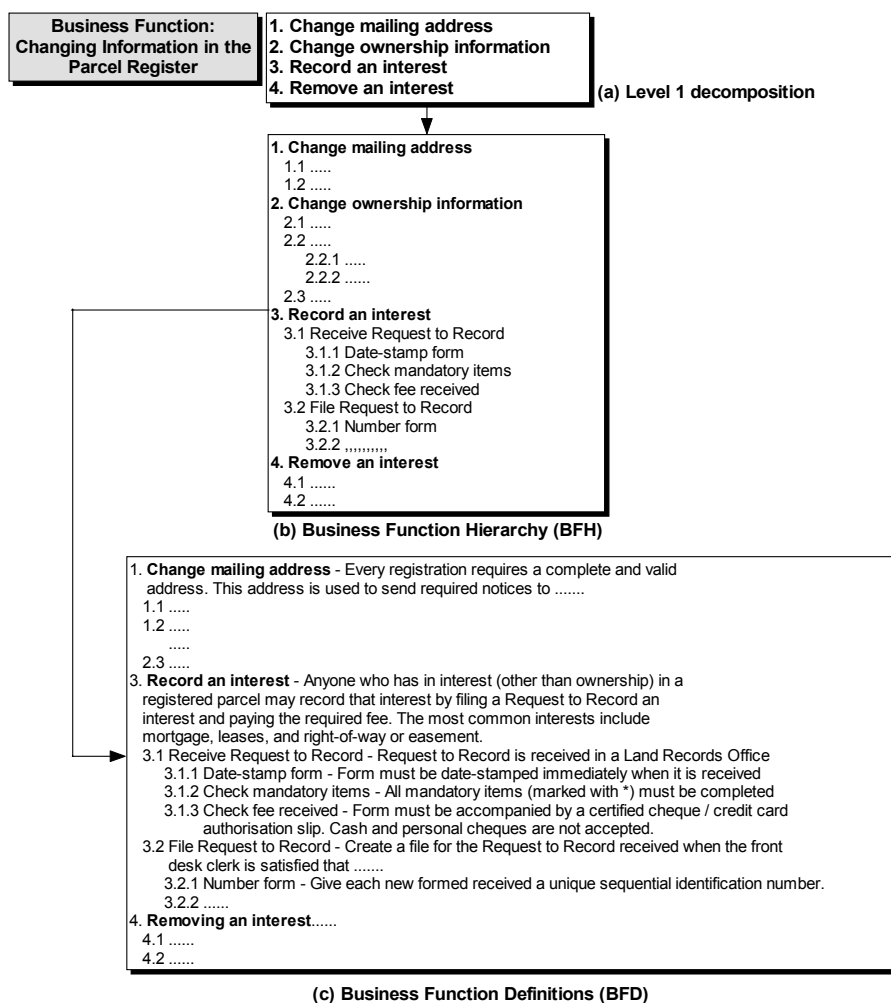 Business Function:
Changing Information in the
Parcel Register
1. Change mailing address
2. Change ownership information
3. Record an interest
4. Remove an interest
(a) Level 1 decomposition
1. Change mailing address
1.1 .....
1.2 .....
2. Change ownership information
2.1 .....
2.2 .....
2.2.1 .....
2.2.2 ......
2.3 .....
3. Record an interest
3.1 Receive Request to Record
3.1.1 Date-stamp form
3.1.2 Check mandatory items
3.1.3 Check fee received
3.2 File Request to Record
3.2.1 Number form
3.2.2 ,,,,,,,,,,
4. Remove an interest
4.1 ......
4.2 ......
(b) Business Function Hierarchy (BFH)
1. Change mailing address - Every registration requires a complete and valid
address. This address is used to send required notices to .......
1.1 .....
1.2 .....
.....
2.3 .....
3. Record an interest - Anyone who has in interest (other than ownership) in a
registered parcel may record that interest by filing a Request to Record an
interest and paying the required fee. The most common interests include
mortgage, leases, and right-of-way or easement.
3.1 Receive Request to Record - Request to Record is received in a Land Records Office
3.1.1 Date-stamp form - Form must be date-stamped immediately when it is received
3.1.2 Check mandatory items - All mandatory items (marked with *) must be completed
3.1.3 Check fee received - Form must be accompanied by a certified cheque / credit card
authorisation slip. Cash and personal cheques are not accepted.
3.2 File Request to Record - Create a file for the Request to Record received when the front
desk clerk is satisfied that .......
3.2.1 Number form - Give each new formed received a unique sequential identification number.
3.2.2 ......
4. Removing an interest......
4.1 ......
4.2 ......
(c) Business Function Definitions (BFD)